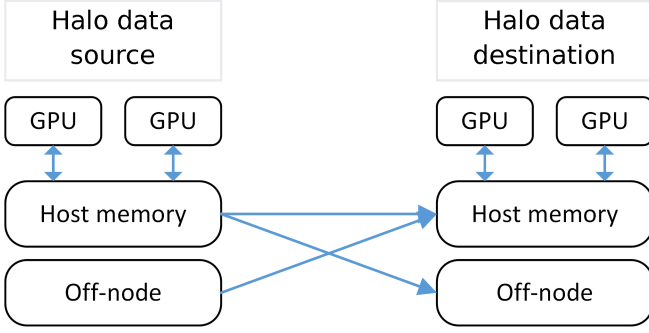 Halo data
source
Halo data
destination
GPU
GPU
GPU
GPU
Host memory
Host memory
Off-node
Off-node